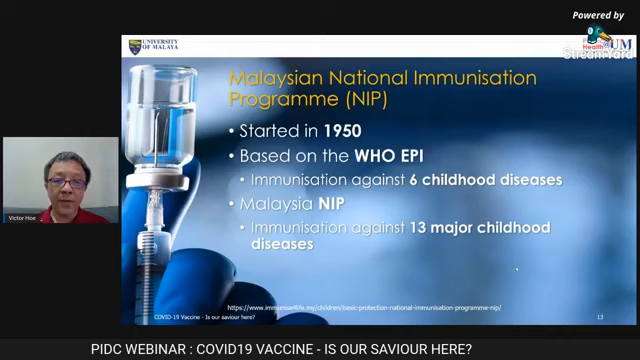 Powered by
UNIVERSITY
OF MALAYA
Health
UM
StreamYard
Malaysian National Immunisation
Programme (NIP)
• Started in 1950
• Based on the WHO EPI
• Immunisation against 6 childhood diseases
• Malaysia NIP
• Immunisation against 13 major childhood
diseases
Victor Hoe
https://www.immunise4life.my/children/basic-protection-national-immunisation-programme-nip/
COVID-19 Vaccine - Is our saviour here?
13
PIDC WEBINAR : COVID19 VACCINE - IS OUR SAVIOUR HERE?